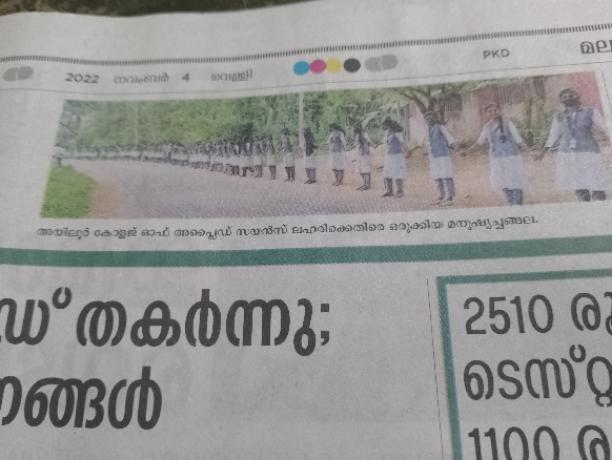 2022 നവംബർ 4 വെള്ളി PKD മല
അയിലൂർ കോളജ് ഓഫ് അപ്ലൈഡ് സയൻസ് ലഹരിക്കെതിരെ ഒരുക്കിയ മനുഷ്യച്ചങ്ങല.
ഡ് തകർന്നു;
നങ്ങൾ
2510 രൂ
ടെസ്റ്റ
1100 ര